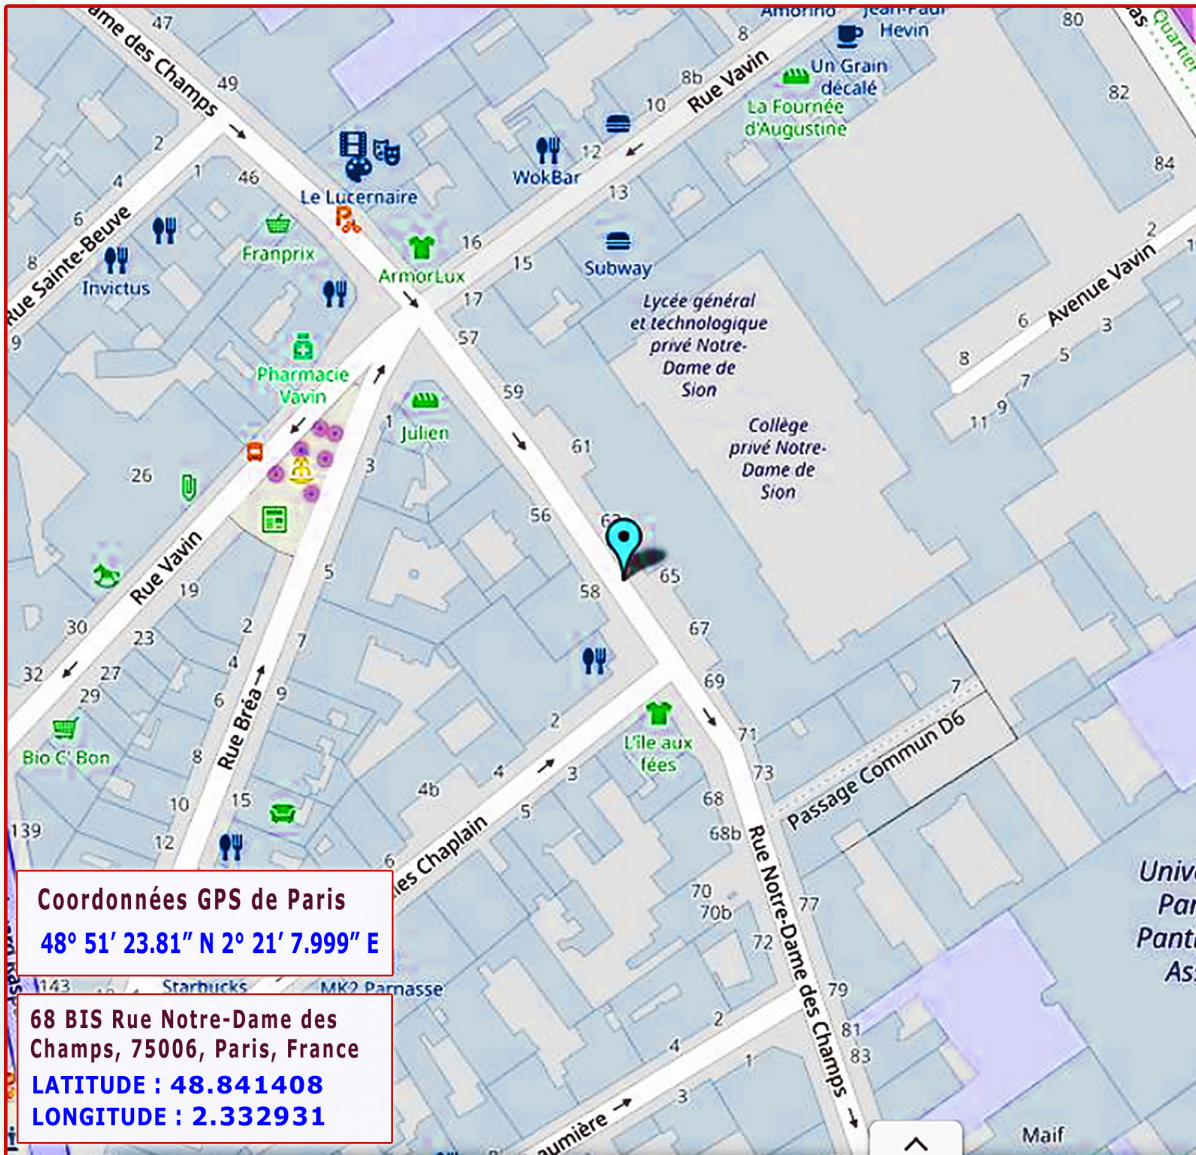 47
ame des Champs
49
Amorino
Jean-Paul
Hevin
8
80
Quartier
Un Grain
décalé
8b
Rue Vavin
La Fournée
d'Augustine
10
82
2
1
46
12
WokBar
13
84
Le Lucernaire
4
6
Rue Sainte-Beuve
Franprix
16
15
Subway
2
Avenue Vavin
8
Invictus
ArmorLux
17
Lycée général
et technologique
privé Notre-
Dame de
Sion
6
3
9
57
5
8
7
9
11
Pharmacie
Vavin
59
Julien
1
3
61
Collège
privé Notre-
Dame de
Sion
26
56
Rue Vavin
5
58
65
19
30
23
2
7
67
32
27
29
4
6
9
69
7
Bio C' Bon
Rue Bréa
2
L'île aux
fées
71
8
4
3
73
Passage Commun D6
4b
5
68
68b
10
15
139
12
6
les Chaplain
Rue Notre-Dame des Champs
70
70b
77
72
Coordonnées GPS de Paris
48° 51' 23.81" N 2° 21' 7.999" E
143
Starbucks
MK2 Parnasse
79
2
81
4
1
83
3
68 BIS Rue Notre-Dame des
Champs, 75006, Paris, France
LATITUDE : 48.841408
LONGITUDE : 2.332931
aumière
Maif